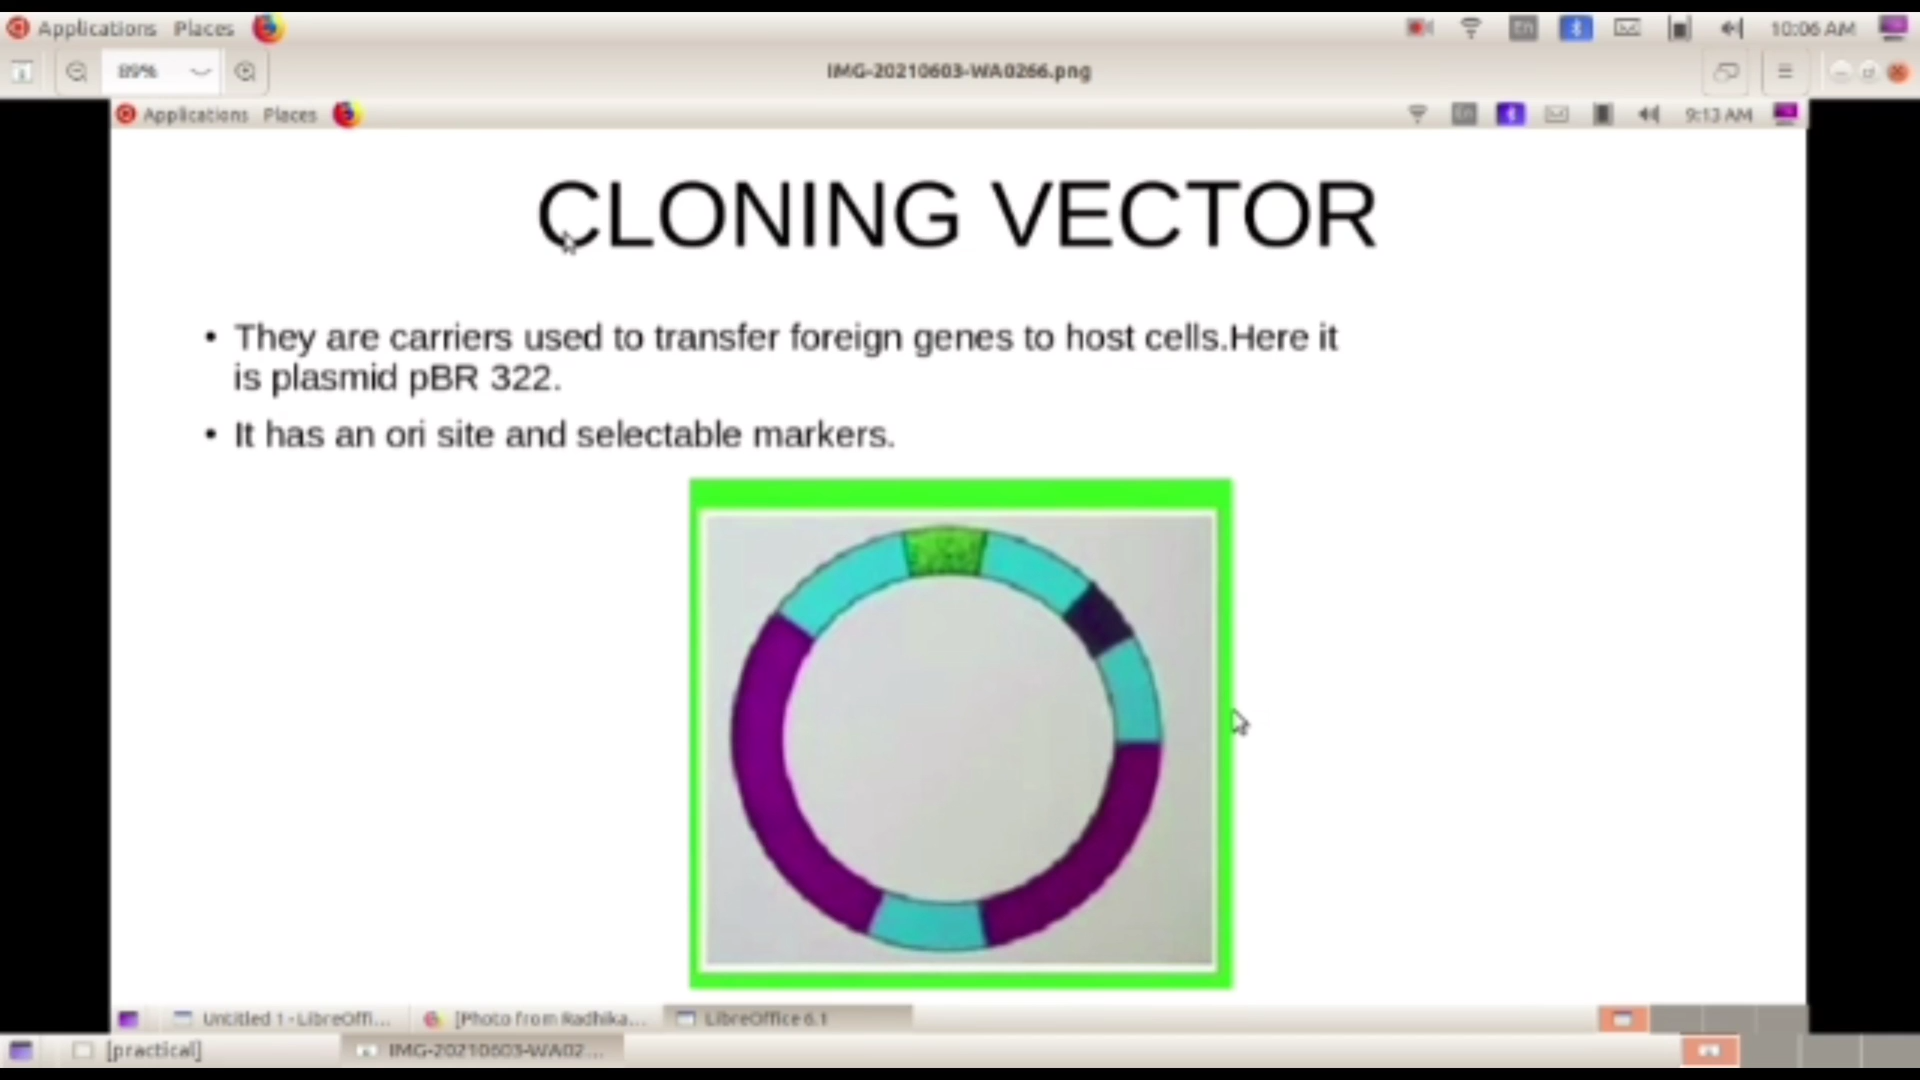 Applications Places En 10:06 AM
89% IMG-20210603-WA0266.png
Applications Places En 9:13 AM
CLONING VECTOR
• They are carriers used to transfer foreign genes to host cells.Here it
is plasmid pBR 322.
• It has an ori site and selectable markers.
Untitled 1 - LibreOffi... [Photo from Radhika... LibreOffice 6.1
[practical] IMG-20210603-WA02...